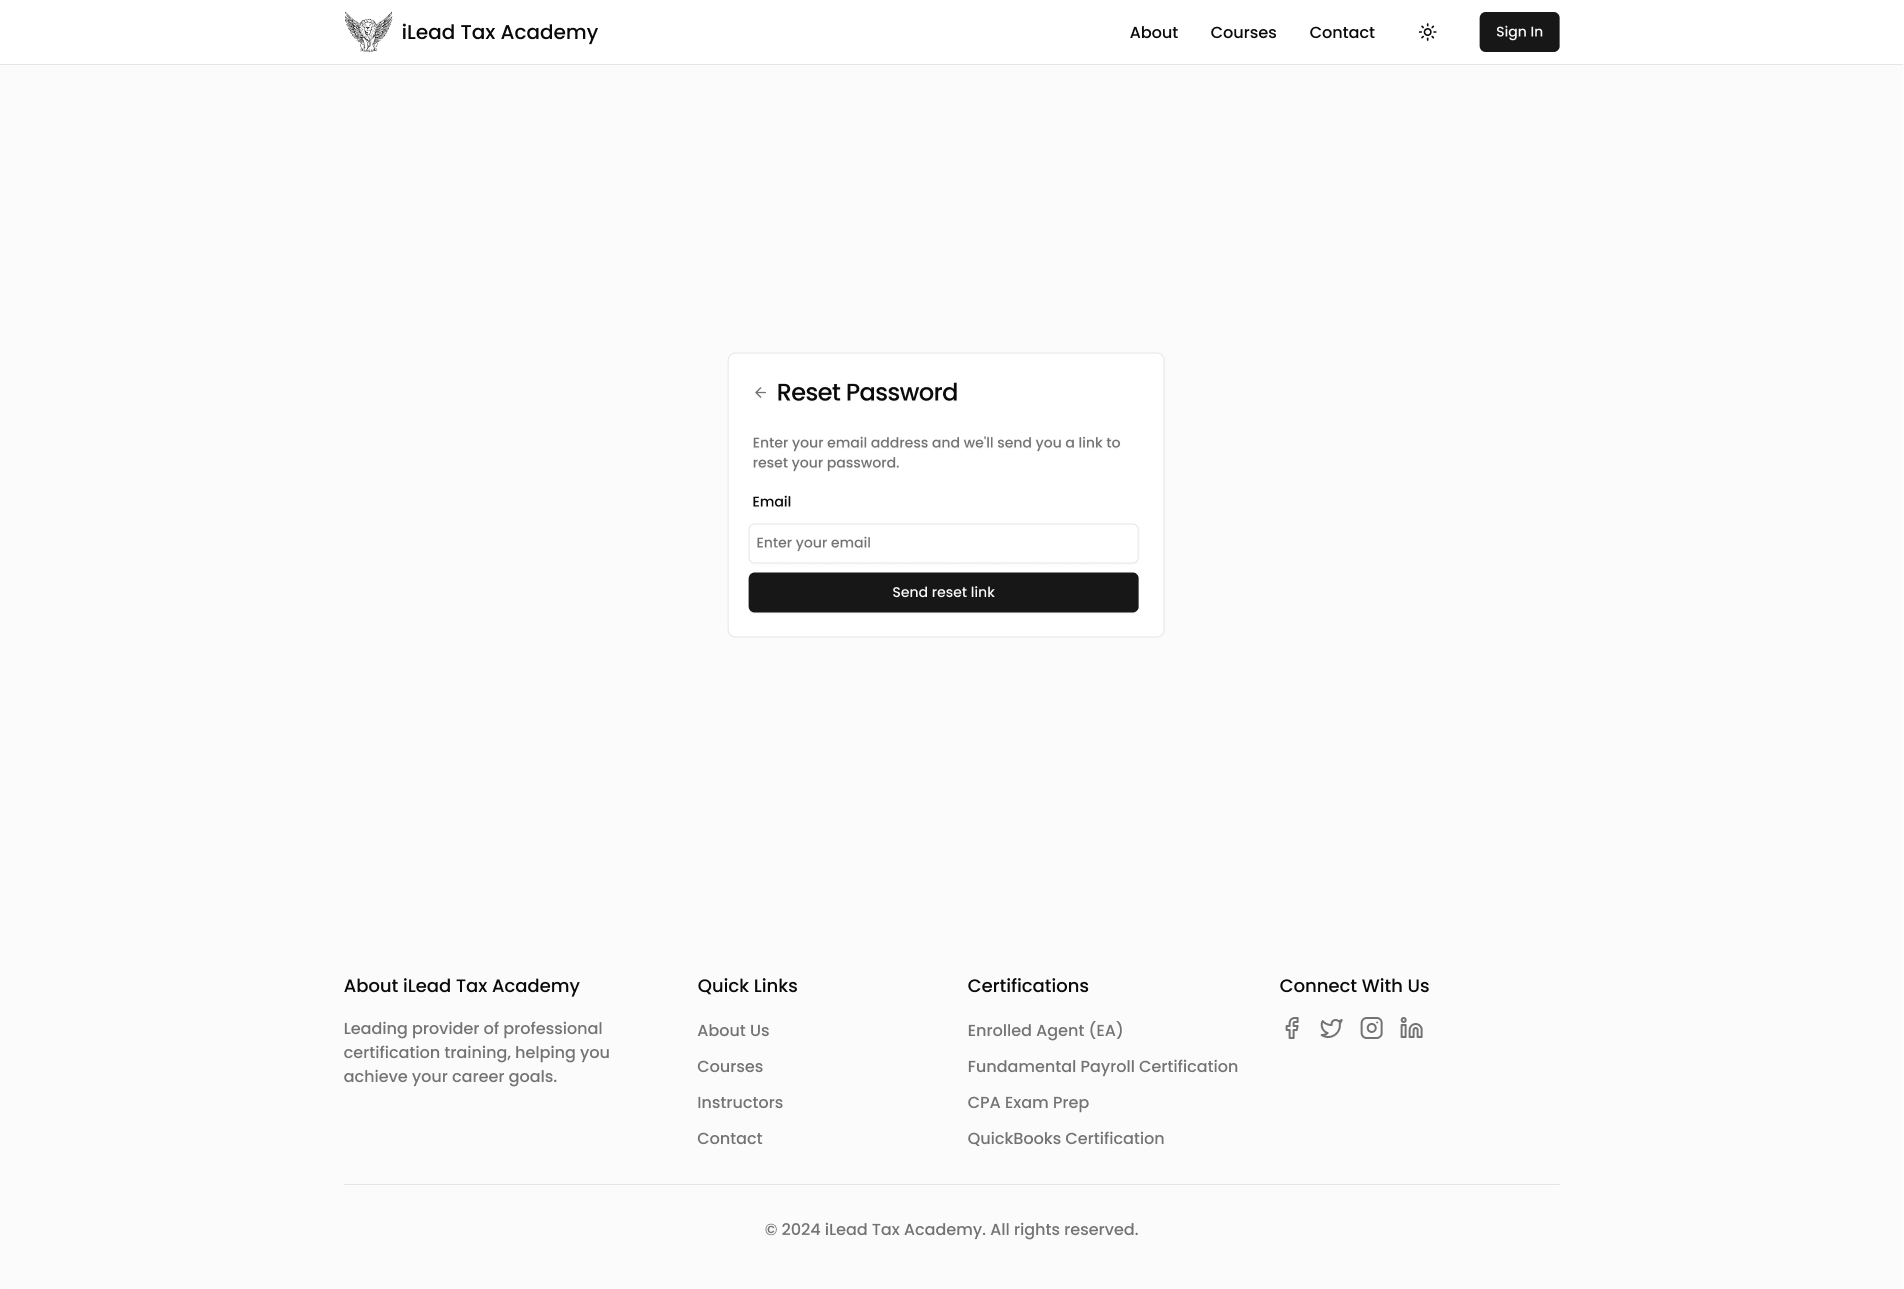 iLead Tax Academy
About
Courses
Contact
Sign In
Reset Password
Enter your email address and we'll send you a link to
reset your password.
Email
Enter your email
Send reset link
About iLead Tax Academy
Leading provider of professional
certification training, helping you
achieve your career goals.
Quick Links
About Us
Courses
Instructors
Contact
Certifications
Enrolled Agent (EA)
Fundamental Payroll Certification
CPA Exam Prep
QuickBooks Certification
Connect With Us
© 2024 iLead Tax Academy. All rights reserved.